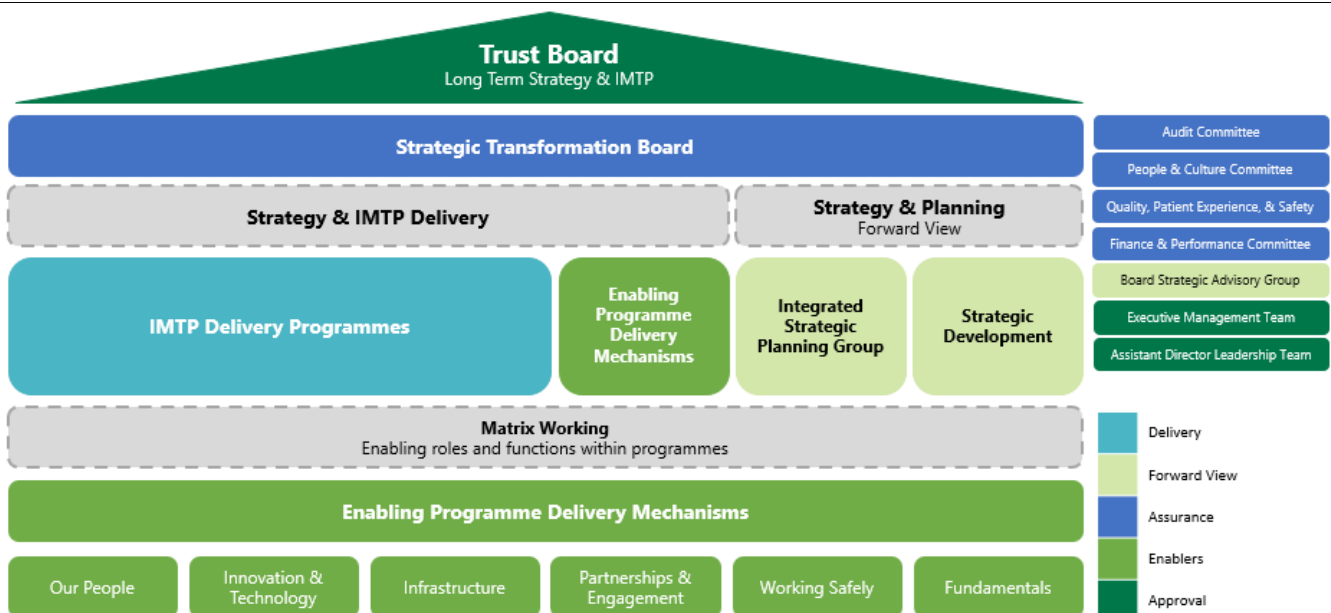 Trust Board
Long Term Strategy & IMTP
Strategic Transformation Board
Strategy & IMTP Delivery
Strategy & Planning
Forward View
IMTP Delivery Programmes
Enabling
Programme
Delivery
Mechanisms
Integrated
Strategic
Planning Group
Strategic
Development
Matrix Working
Enabling roles and functions within programmes
Enabling Programme Delivery Mechanisms
Our People
Innovation &
Technology
Infrastructure
Partnerships &
Engagement
Working Safely
Fundamentals
Audit Committee
People & Culture Committee
Quality, Patient Experience, & Safety
Finance & Performance Committee
Board Strategic Advisory Group
Executive Management Team
Assistant Director Leadership Team
Delivery
Forward View
Assurance
Enablers
Approval